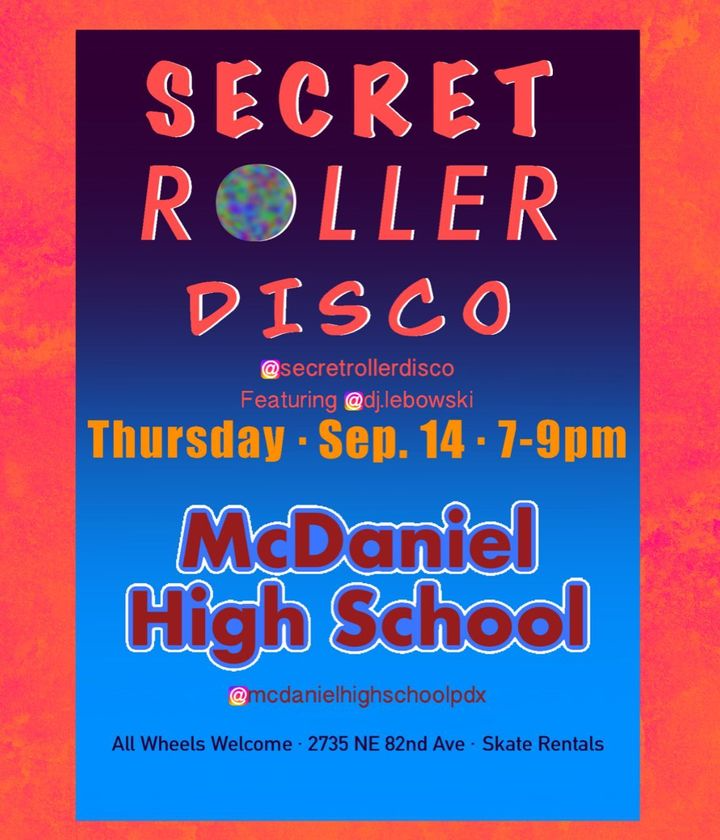 SECRET
ROLLER
DISCO
@secretrollerdisco
Featuring @dj.lebowski
Thursday · Sep. 14 · 7-9pm
McDaniel
High School
@mcdanielhighschoolpdx
All Wheels Welcome · 2735 NE 82nd Ave · Skate Rentals